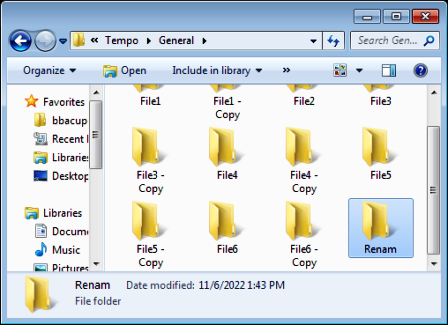 « Tempo General Search Gen...
Organize Open Include in library »
Favorites
bbacup
Recent
Libraries
Desktop
Libraries
Docume
Music
Pictures
File1 File1 - Copy File2 File3
File3 - Copy File4 File4 - Copy File5
File5 - Copy File6 File6 - Copy Renam
Renam Date modified: 11/6/2022 1:43 PM
File folder